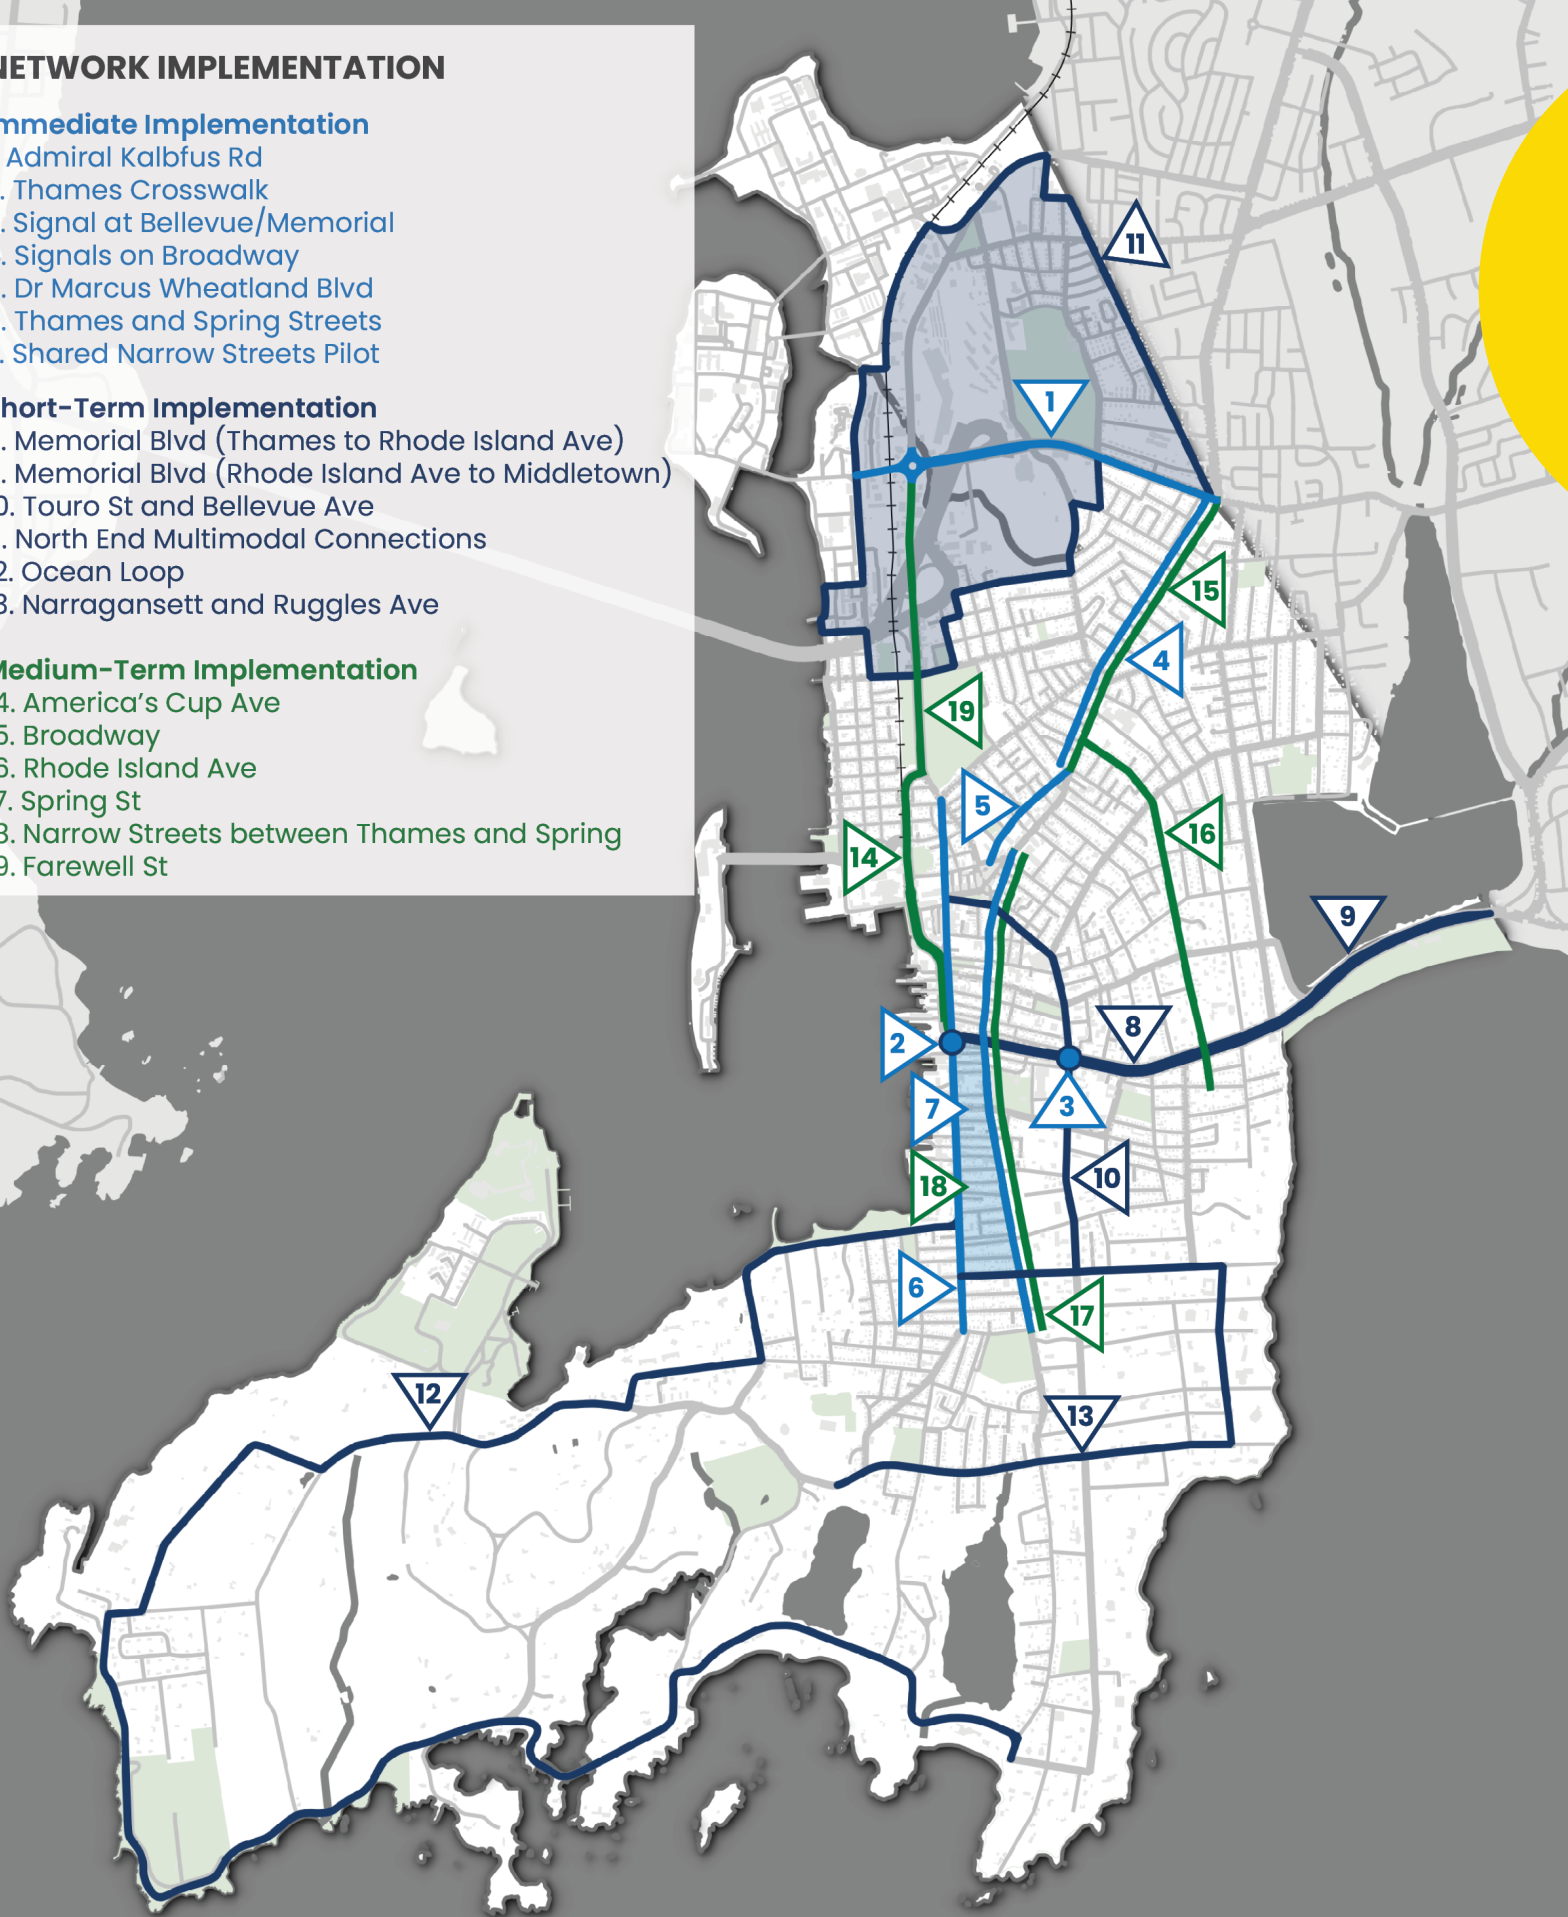 NETWORK IMPLEMENTATION
mmediate Implementation
Admiral Kalbfus Rd
. Thames Crosswalk
. Signal at Bellevue/Memorial
. Signals on Broadway
. Dr Marcus Wheatland Blvd
. Thames and Spring Streets
. Shared Narrow Streets Pilot
hort-Term Implementation
. Memorial Blvd (Thames to Rhode Island Ave)
. Memorial Blvd (Rhode Island Ave to Middletown)
0. Touro St and Bellevue Ave
. North End Multimodal Connections
2. Ocean Loop
3. Narragansett and Ruggles Ave
Medium-Term Implementation
4. America's Cup Ave
5. Broadway
6. Rhode Island Ave
7. Spring St
8. Narrow Streets between Thames and Spring
9. Farewell St
11
1
15
4
19
5
16
14
9
8
2
7
3
18
10
6
17
12
13